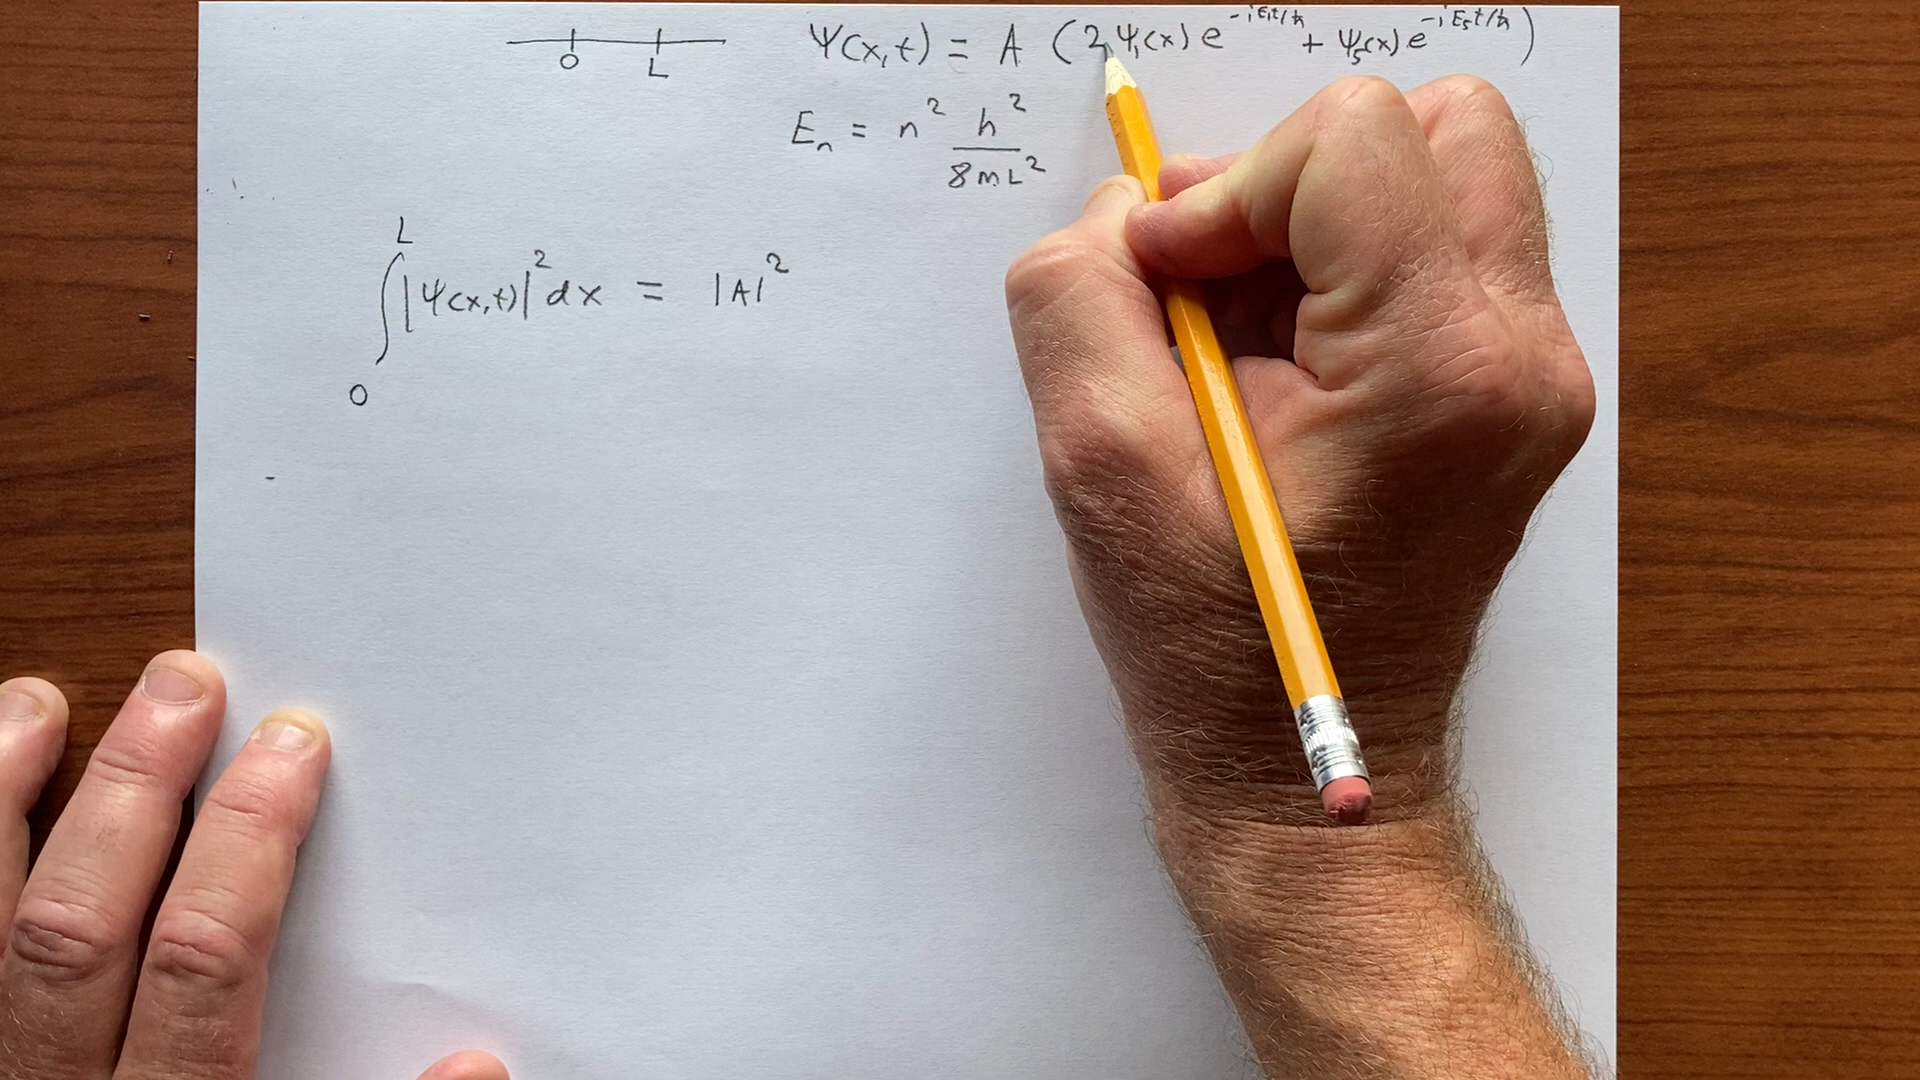 Ψ(x,t) = A (2ψ₁(x) e^{-iE₁t/ħ} + ψ₅(x) e^{-iE₅t/ħ})
0 L
Eₙ = n² h²/8mL²
∫₀ᴸ |Ψ(x,t)|² dx = |A|²